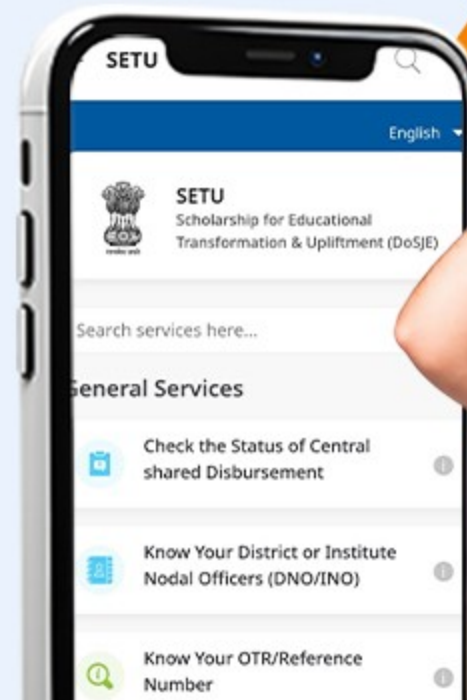 SETU
English
SETU
Scholarship for Educational
Transformation & Upliftment (DoSJE)
Search services here...
General Services
Check the Status of Central
shared Disbursement
Know Your District or Institute
Nodal Officers (DNO/INO)
Know Your OTR/Reference
Number